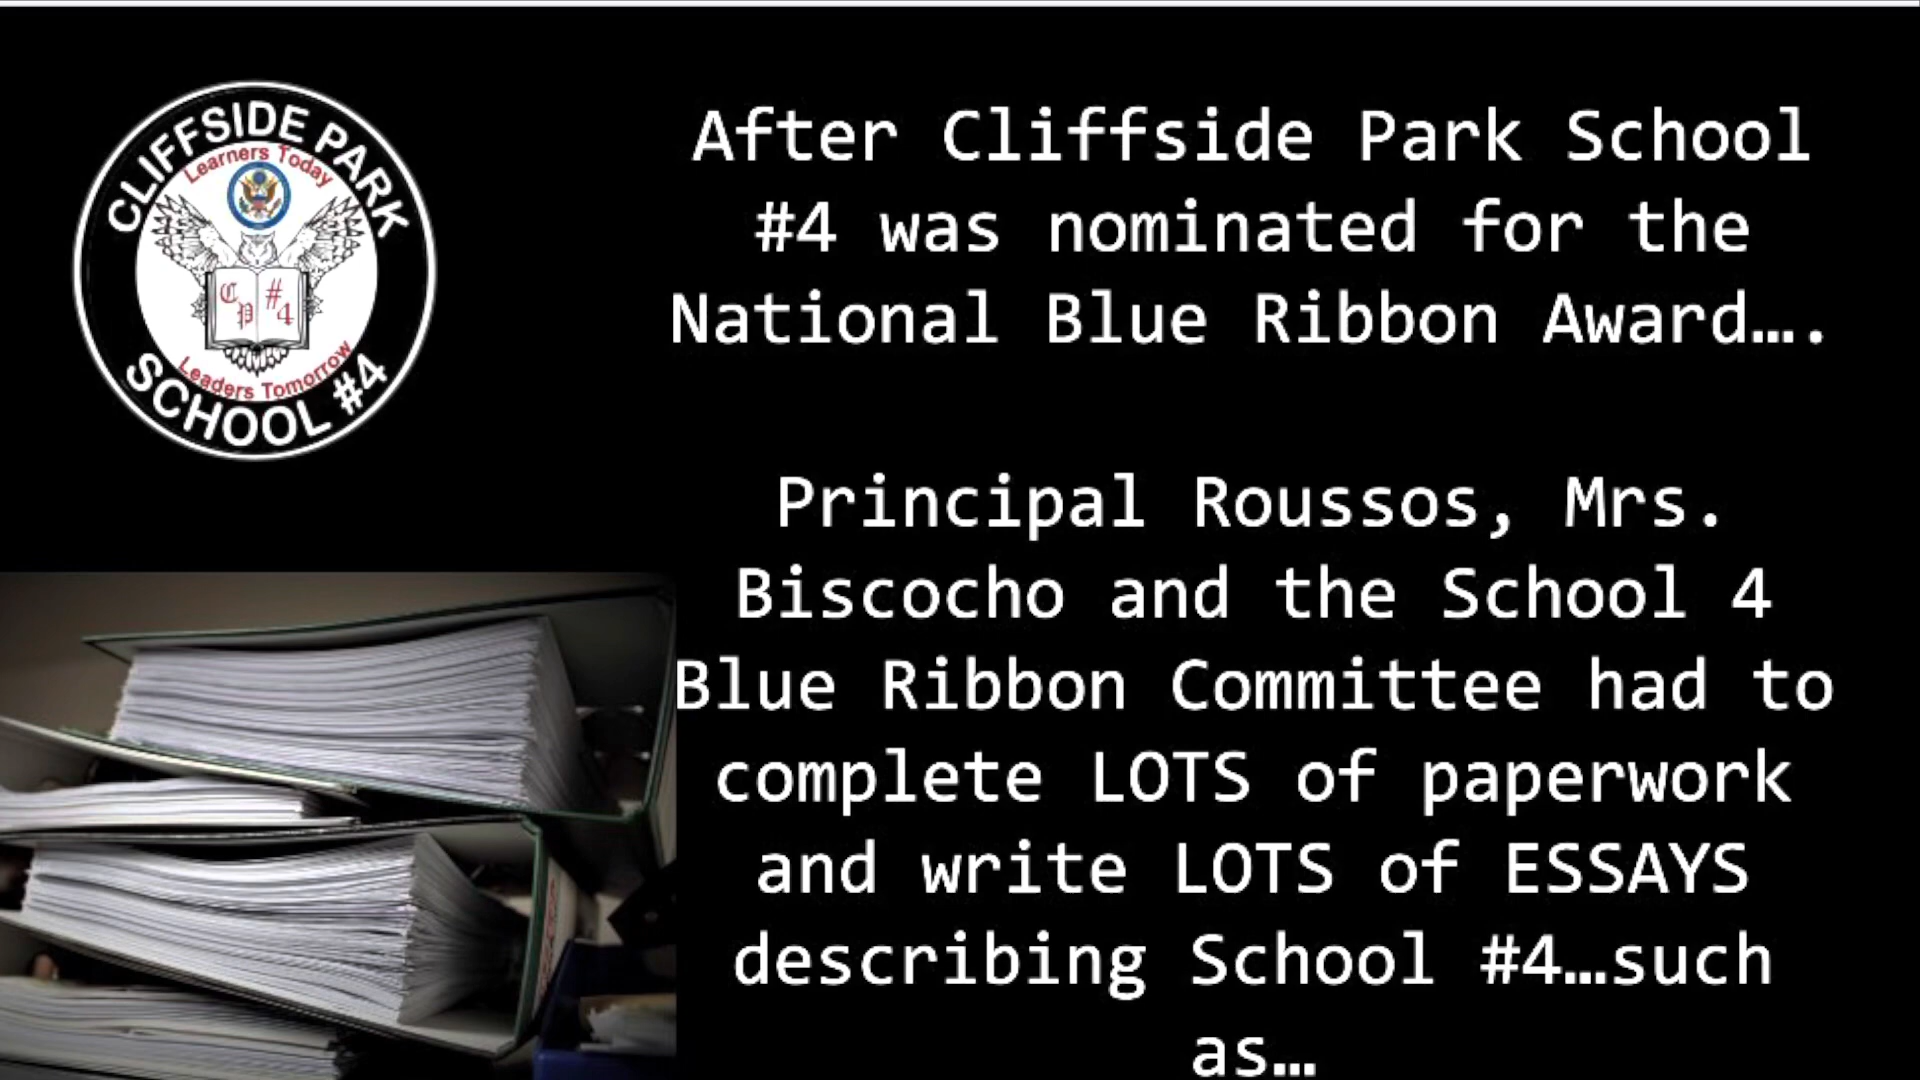 CLIFFSIDE PARK
Learners Today
C P #4
Leaders Tomorrow
SCHOOL #4
After Cliffside Park School
#4 was nominated for the
National Blue Ribbon Award….
Principal Roussos, Mrs.
Biscocho and the School 4
Blue Ribbon Committee had to
complete LOTS of paperwork
and write LOTS of ESSAYS
describing School #4…such
as…